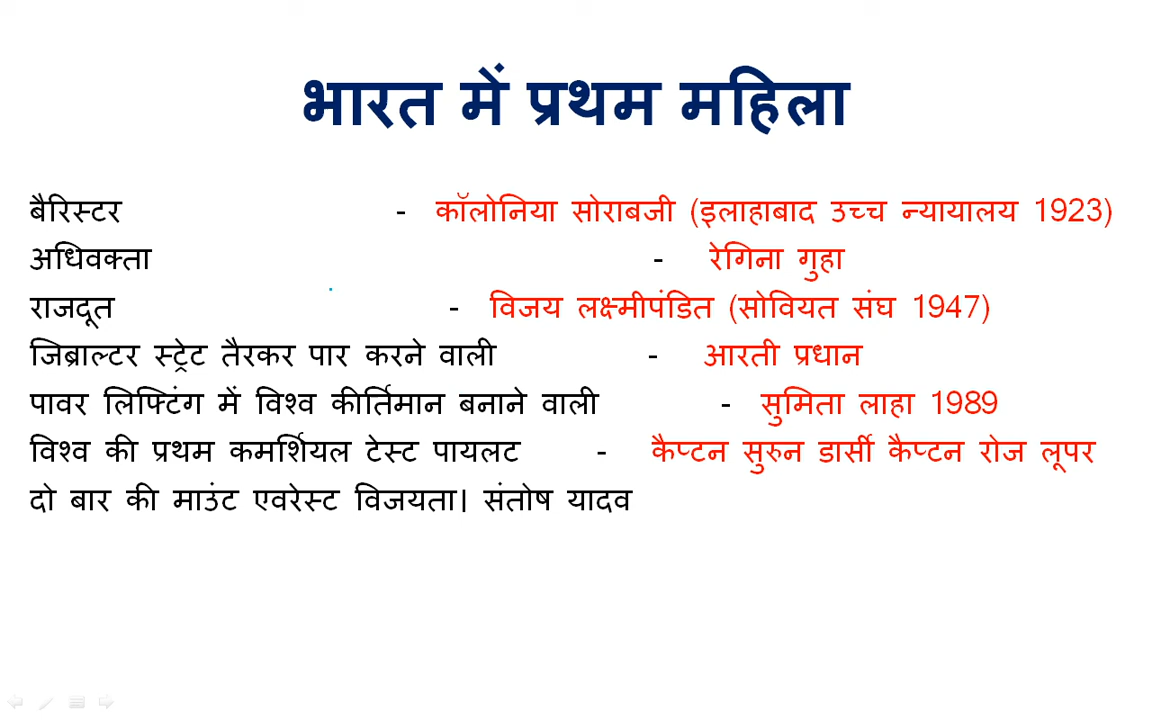 भारत में प्रथम महिला
बैरिस्टर - कॉलोनिया सोराबजी (इलाहाबाद उच्च न्यायालय 1923)
अधिवक्ता - रेगिना गुहा
राजदूत - विजय लक्ष्मीपंडित (सोवियत संघ 1947)
जिब्राल्टर स्ट्रेट तैरकर पार करने वाली - आरती प्रधान
पावर लिफ्टिंग में विश्व कीर्तिमान बनाने वाली - सुमिता लाहा 1989
विश्व की प्रथम कमर्शियल टेस्ट पायलट - कैप्टन सुरुन डार्सी कैप्टन रोज लूपर
दो बार की माउंट एवरेस्ट विजयता। संतोष यादव